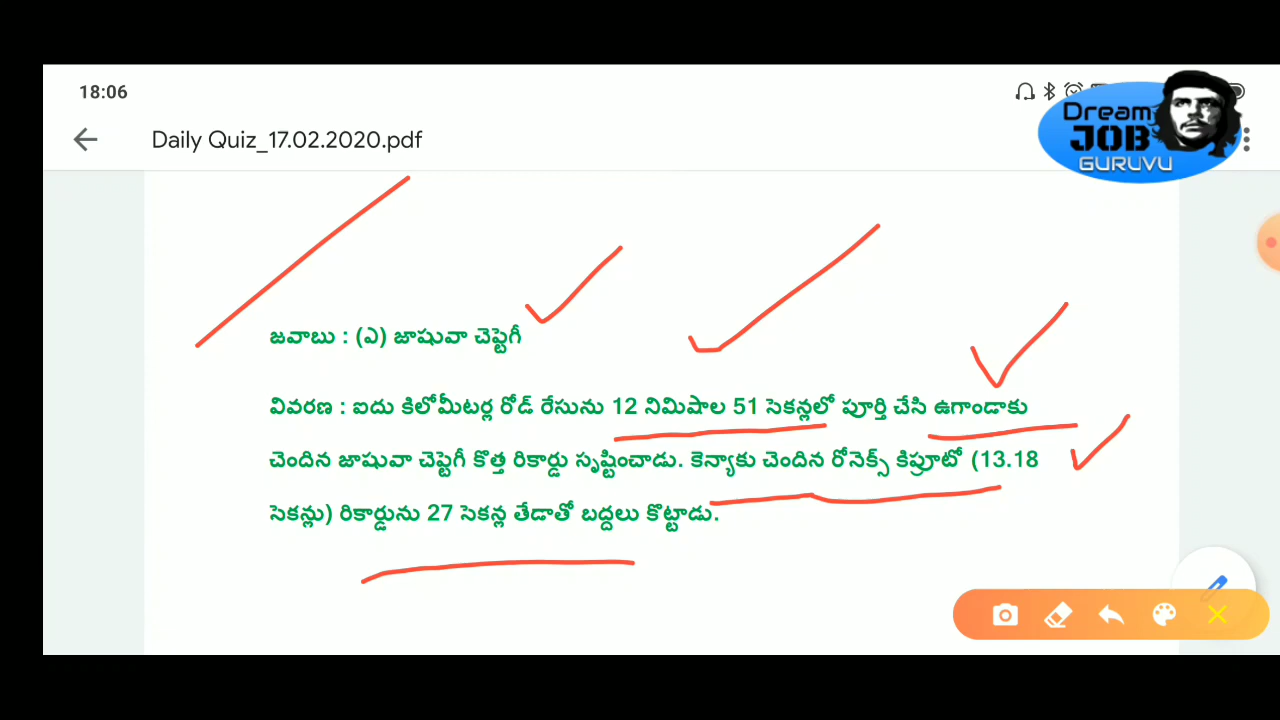 18:06
Dream
JOB
GURUVU
Daily Quiz_17.02.2020.pdf
జవాబు : (ఎ) జాషువా చెప్టెగీ
వివరణ : ఐదు కిలోమీటర్ల రోడ్ రేసును 12 నిమిషాల 51 సెకన్లలో పూర్తి చేసి ఉగాండాకు
చెందిన జాషువా చెప్టెగీ కొత్త రికార్డు సృష్టించాడు. కెన్యాకు చెందిన రోనెక్స్ కిప్రూటో (13.18
సెకన్లు) రికార్డును 27 సెకన్ల తేడాతో బద్దలు కొట్టాడు.